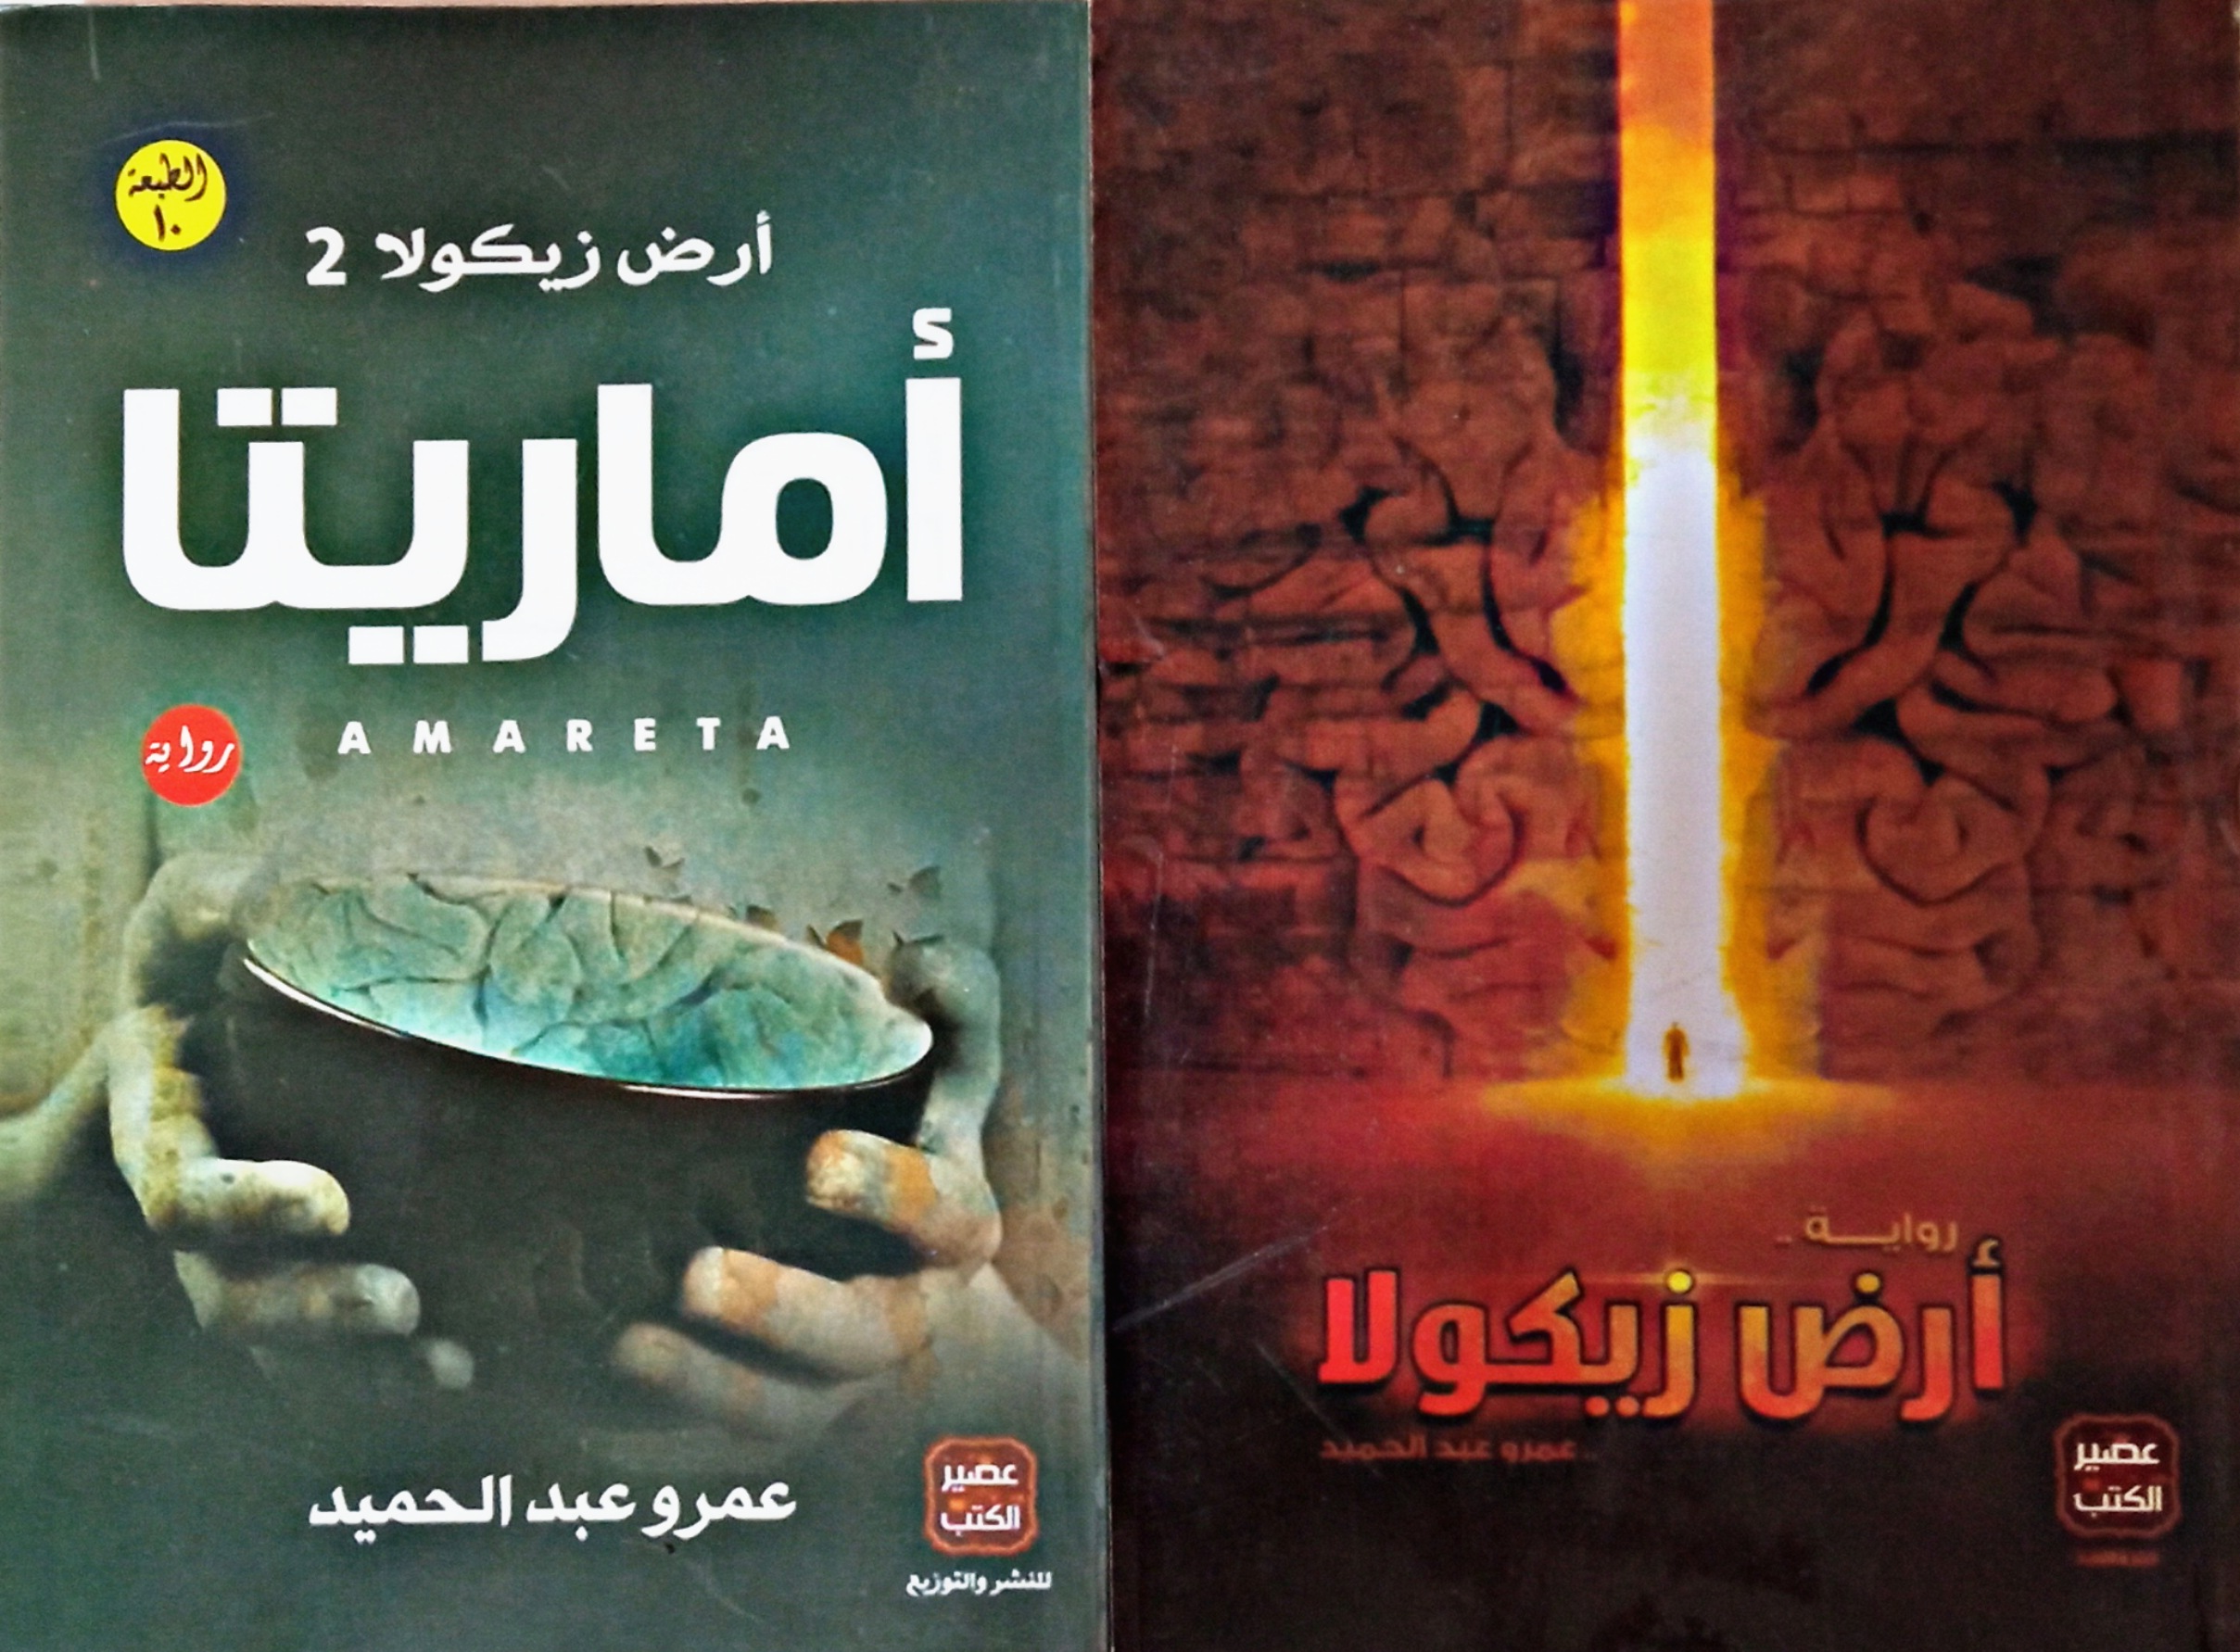 الطبعة
١٠
أرض زيكولا 2
أماريتا
AMARETA
رواية
عمرو عبد الحميد
عصير
الكتب
للنشر والتوزيع
روايـــة ..
أرض زيكولا
.. عمرو عبد الحميد
عصير
الكتب